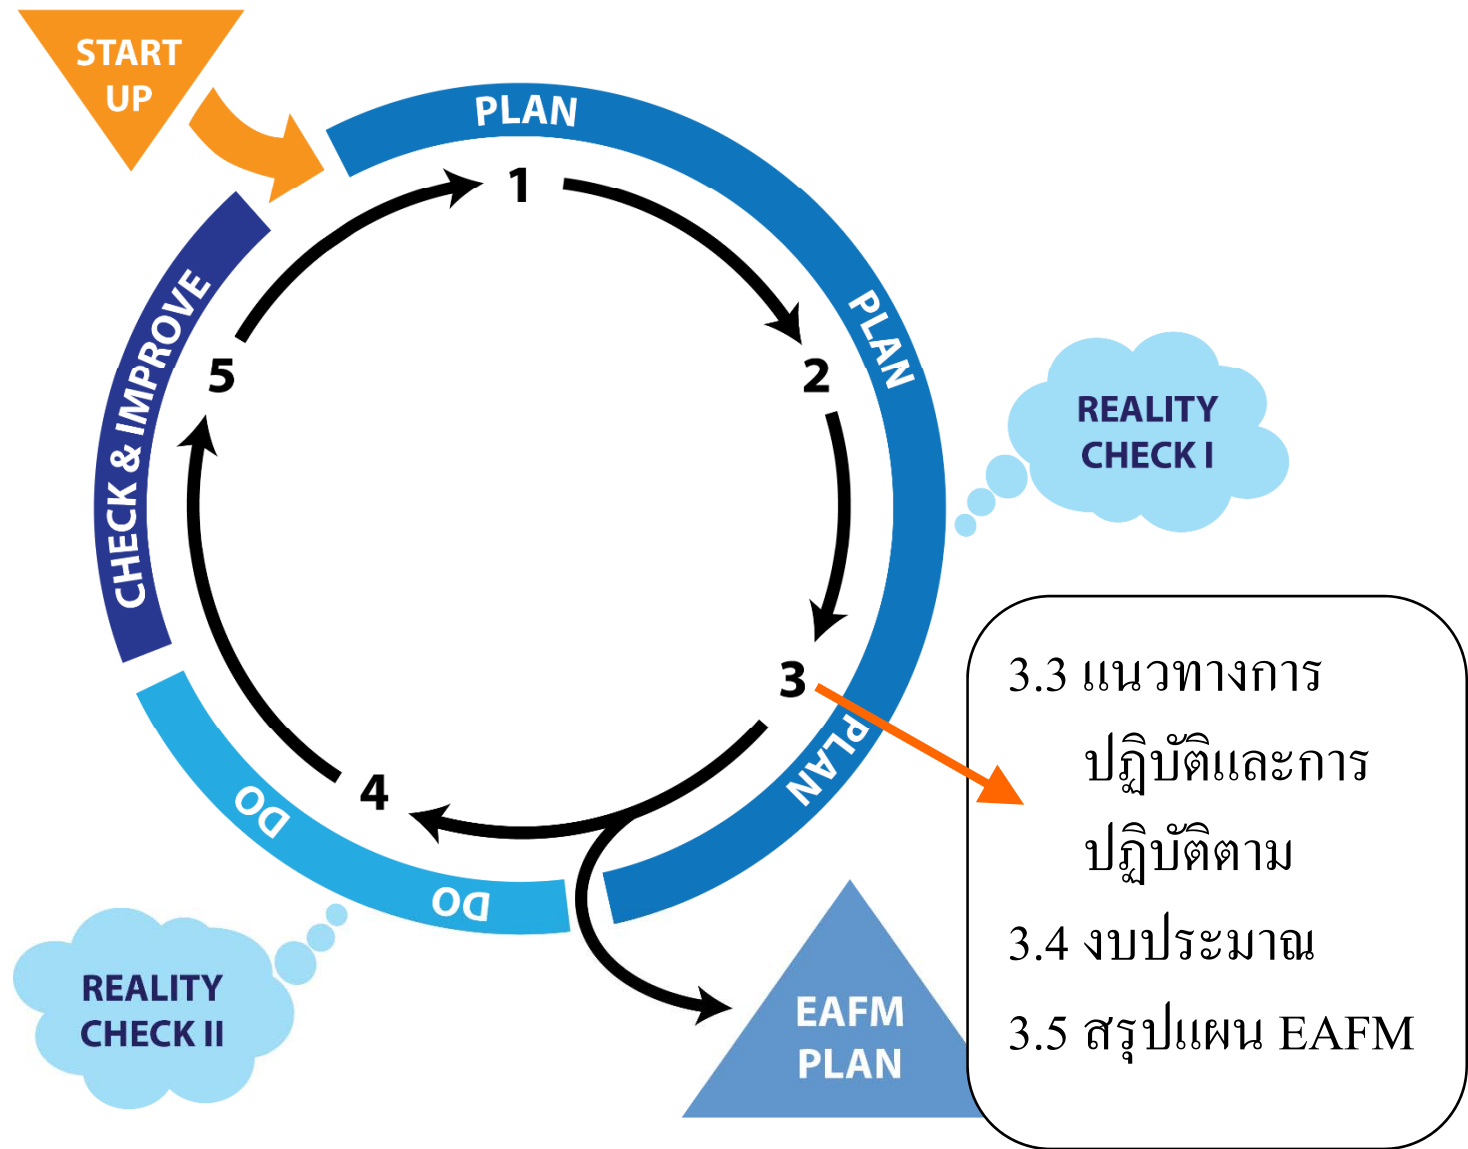 START
UP
PLAN
1
PLAN
2
REALITY
CHECK I
3
PLAN
3.3 แนวทางการ
ปฏิบัติและการ
ปฏิบัติตาม
3.4 งบประมาณ
3.5 สรุปแผน EAFM
EAFM
PLAN
DO
4
DO
REALITY
CHECK II
CHECK & IMPROVE
5